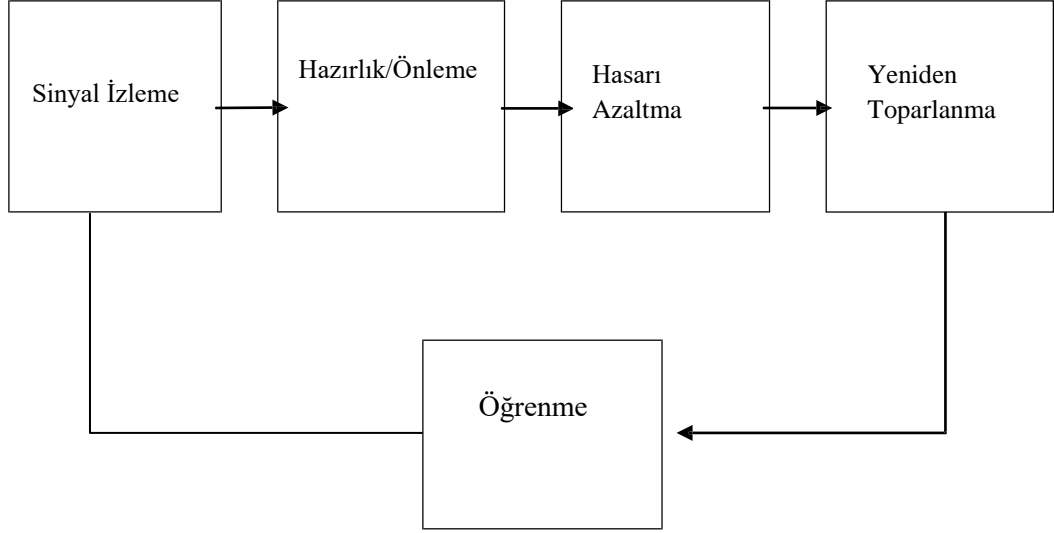 Sinyal İzleme
Hazırlık/Önleme
Hasarı
Azaltma
Yeniden
Toparlanma
Öğrenme